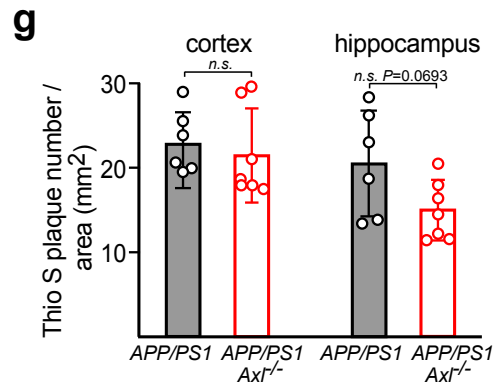 g
cortex hippocampus
n.s. n.s. P=0.0693
Thio S plaque number /
area (mm²)
30
20
10
APP/PS1 APP/PS1 APP/PS1 APP/PS1
Axl-/- Axl-/-